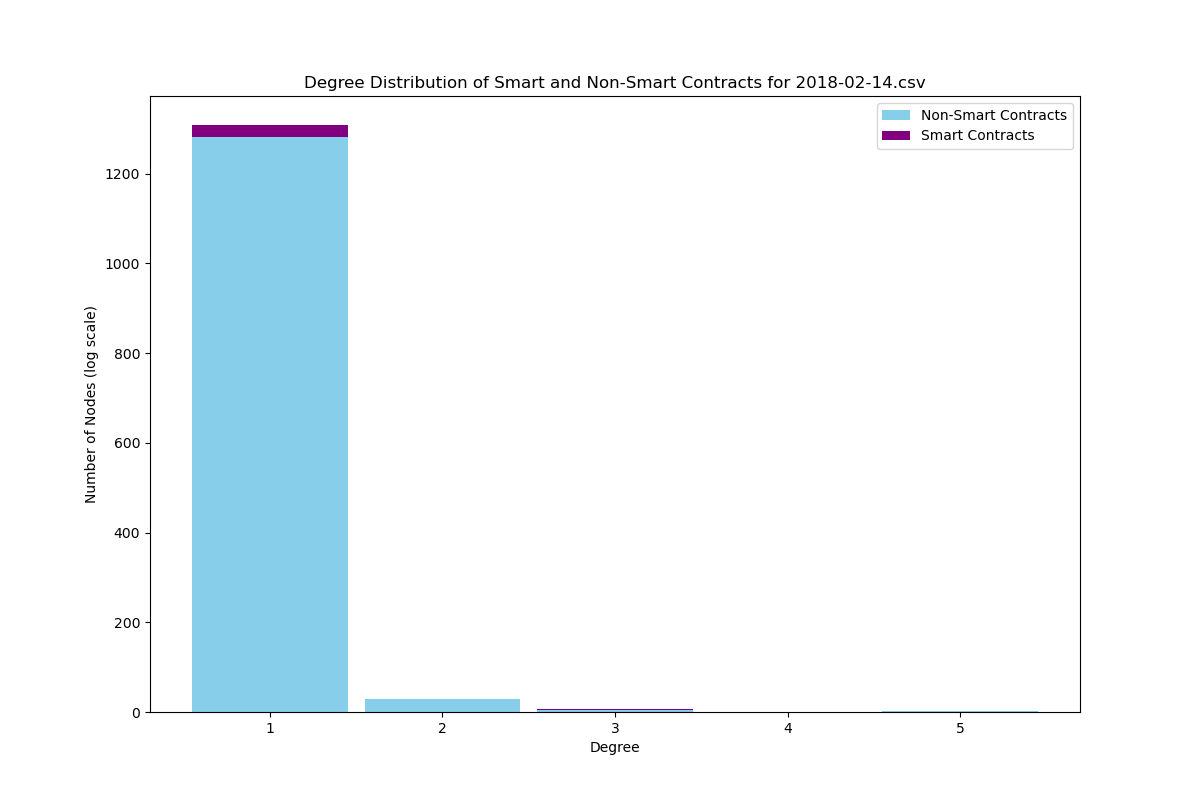 Degree Distribution of Smart and Non-Smart Contracts for 2018-02-14.csv
Non-Smart Contracts
Smart Contracts
Number of Nodes (log scale)
1200
1000
800
600
400
200
0
1 2 3 4 5
Degree